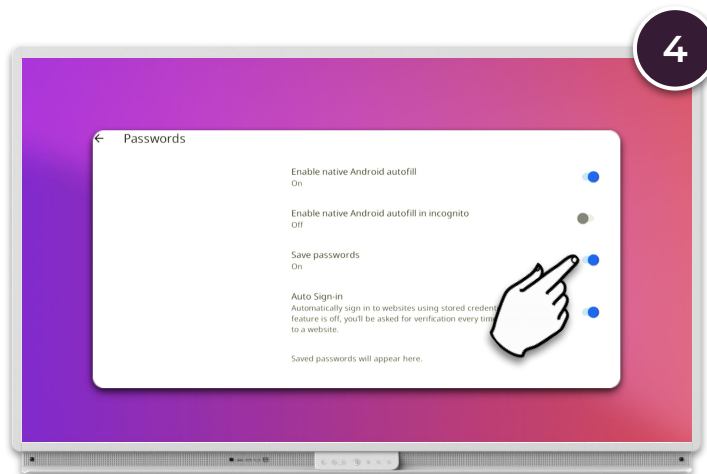 4
Passwords
Enable native Android autofill
On
Enable native Android autofill in incognito
Off
Save passwords
On
Auto Sign-in
Automatically sign in to websites using stored
feature is off, you'll be asked for verification every
to a website.
Saved passwords will appear here.